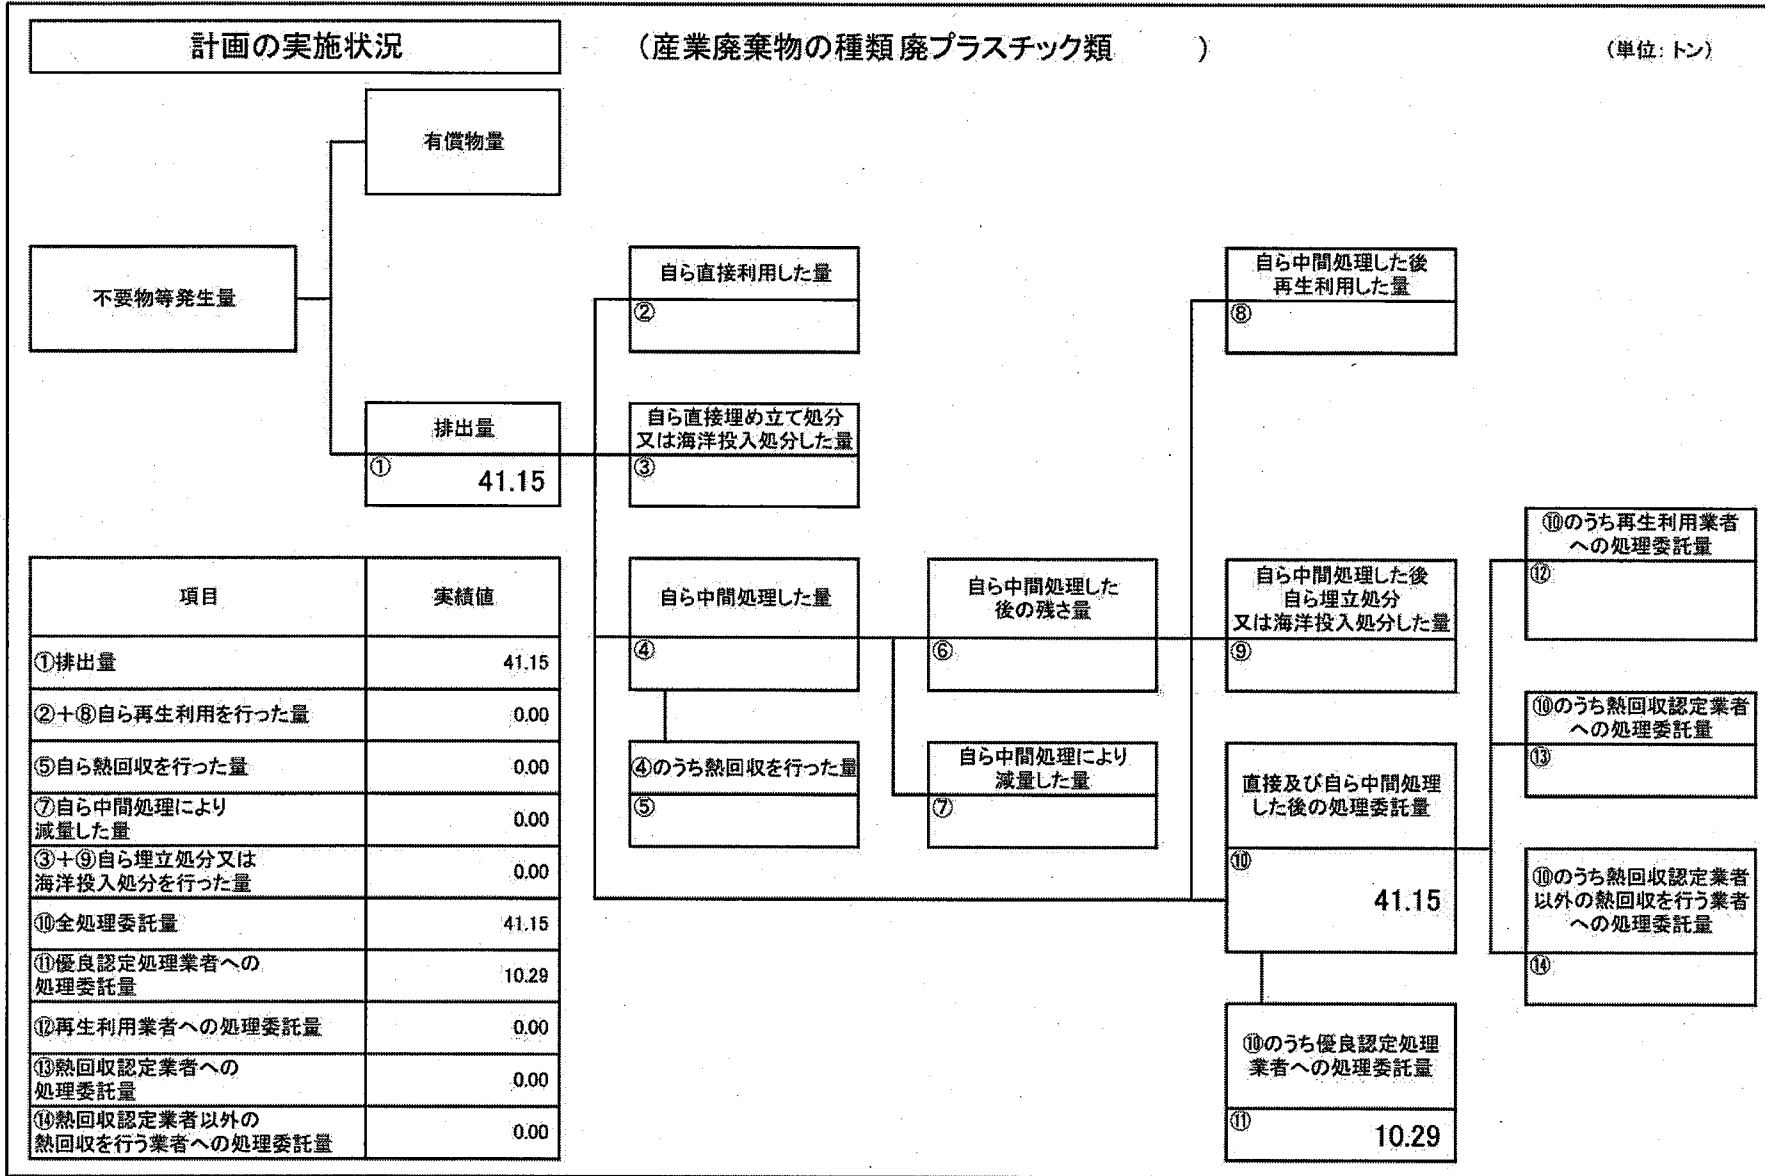 計画の実施状況
(産業廃棄物の種類 廃プラスチック類 )
(単位: トン)
有償物量
不要物等発生量
排出量
①
41.15
自ら直接利用した量
②
自ら直接埋め立て処分
又は海洋投入処分した量
③
自ら中間処理した量
④
④のうち熱回収を行った量
⑤
自ら中間処理した
後の残さ量
⑥
自ら中間処理により
減量した量
⑦
自ら中間処理した後
再生利用した量
⑧
自ら中間処理した後
自ら埋立処分
又は海洋投入処分した量
⑨
直接及び自ら中間処理
した後の処理委託量
⑩
41.15
⑩のうち優良認定処理
業者への処理委託量
⑪
10.29
⑩のうち再生利用業者
への処理委託量
⑫
⑩のうち熱回収認定業者
への処理委託量
⑬
⑩のうち熱回収認定業者
以外の熱回収を行う業者
への処理委託量
⑭
項目 実績値
①排出量 41.15
②+⑧自ら再生利用を行った量 0.00
⑤自ら熱回収を行った量 0.00
⑦自ら中間処理により
減量した量 0.00
③+⑨自ら埋立処分又は
海洋投入処分を行った量 0.00
⑩全処理委託量 41.15
⑪優良認定処理業者への
処理委託量 10.29
⑫再生利用業者への処理委託量 0.00
⑬熱回収認定業者への
処理委託量 0.00
⑭熱回収認定業者以外の
熱回収を行う業者への処理委託量 0.00